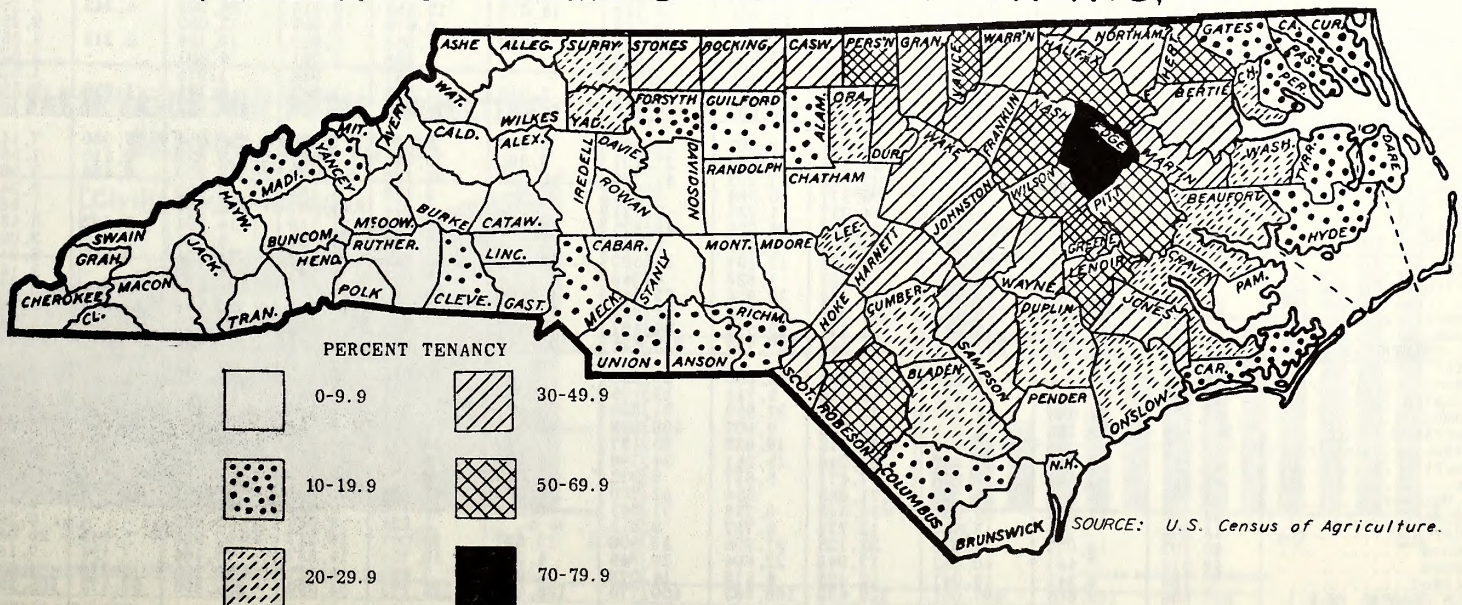 ASHE
ALLEG.
SURRY
STOKES
ROCKING.
CASW.
PERS'N
GRAN.
VANCE
WARR'N
HALIFAX
NORTHAM.
HER.
GATES
CA.
CUR.
PAS.
PER.
CH.
BERTIE
WAT.
WILKES
YAD.
FORSYTH
GUILFORD
ALAM.
ORA.
DUR.
FRANKLIN
NASH
EDGE
MARTIN
WASH.
TYRR.
DARE
MIT.
AVERY
CALD.
ALEX.
IREDELL
DAVIE
DAVIDSON
RANDOLPH
CHATHAM
WAKE
WILSON
PITT
BEAUFORT
HYDE
MADI.
YANCEY
McDOW.
BURKE
CATAW.
ROWAN
JOHNSTON
GREENE
HAYW.
BUNCOM.
RUTHER.
LINC.
CABAR.
MONT.
MOORE
LEE
HARNETT
WAYNE
LENOIR
CRAVEN
PAM.
SWAIN
GRAH.
JACK.
HEND.
STANLY
CHEROKEE
MACON
CL.
TRAN.
POLK
CLEVE.
GAST.
MECK.
UNION
ANSON
RICHM.
HOKE
CUMBER.
SAMPSON
DUPLIN
JONES
CAR.
SCOT.
ROBESON
BLADEN
PENDER
ONSLOW
COLUMBUS
N.H.
BRUNSWICK
PERCENT TENANCY
0-9.9
30-49.9
10-19.9
50-69.9
20-29.9
70-79.9
SOURCE: U.S. Census of Agriculture.